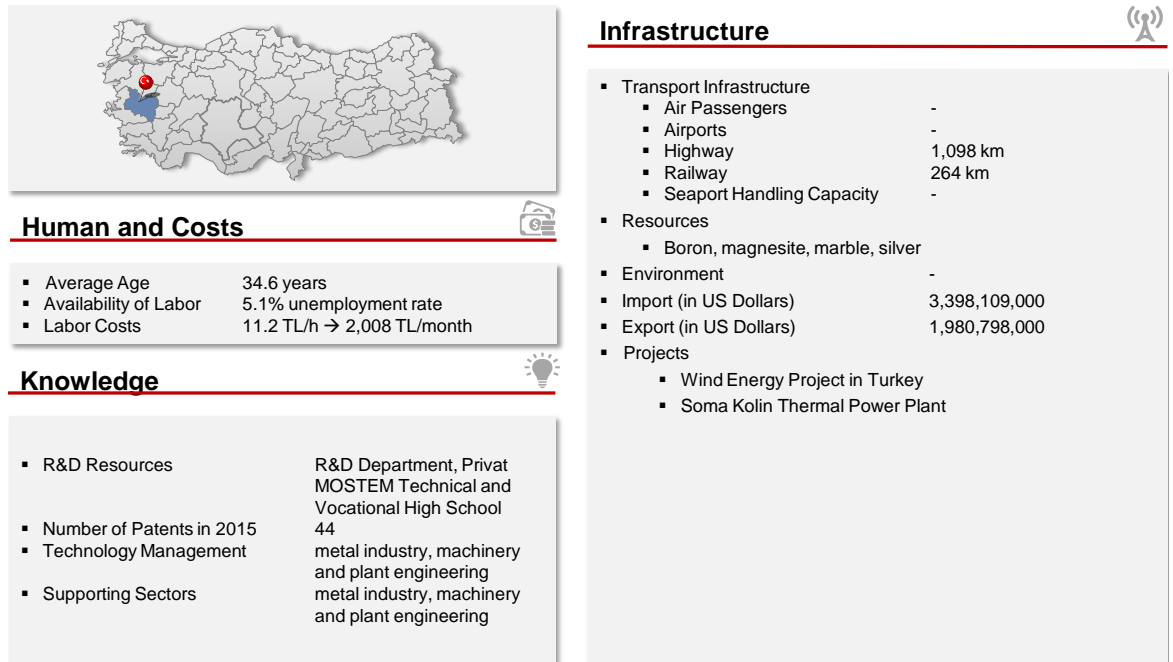 Human and Costs
▪ Average Age 34.6 years
▪ Availability of Labor 5.1% unemployment rate
▪ Labor Costs 11.2 TL/h → 2,008 TL/month
Knowledge
▪ R&D Resources R&D Department, Privat
MOSTEM Technical and
Vocational High School
▪ Number of Patents in 2015 44
▪ Technology Management metal industry, machinery
and plant engineering
▪ Supporting Sectors metal industry, machinery
and plant engineering
Infrastructure
▪ Transport Infrastructure
▪ Air Passengers -
▪ Airports -
▪ Highway 1,098 km
▪ Railway 264 km
▪ Seaport Handling Capacity -
▪ Resources
▪ Boron, magnesite, marble, silver
▪ Environment -
▪ Import (in US Dollars) 3,398,109,000
▪ Export (in US Dollars) 1,980,798,000
▪ Projects
▪ Wind Energy Project in Turkey
▪ Soma Kolin Thermal Power Plant